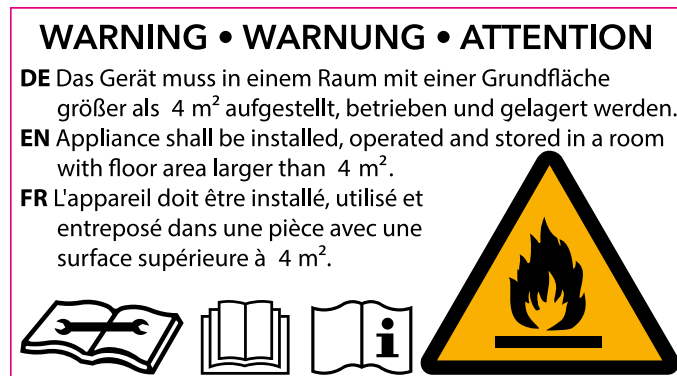 WARNING • WARNUNG • ATTENTION
DE Das Gerät muss in einem Raum mit einer Grundfläche
größer als 4 m² aufgestellt, betrieben und gelagert werden.
EN Appliance shall be installed, operated and stored in a room
with floor area larger than 4 m².
FR L'appareil doit être installé, utilisé et
entreposé dans une pièce avec une
surface supérieure à 4 m².
i